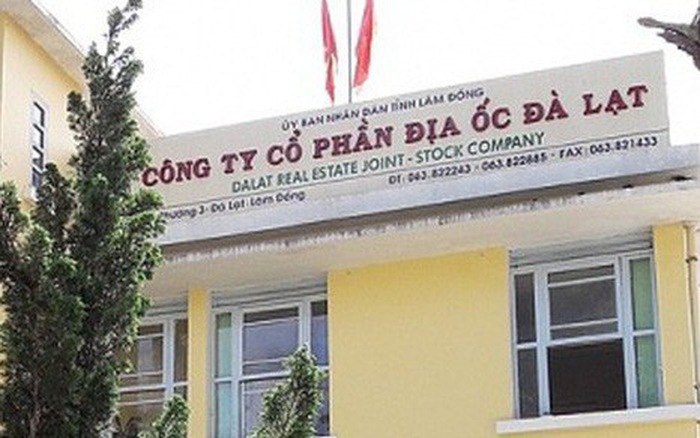 ỦY BAN NHÂN DÂN TỈNH LÂM ĐỒNG
CÔNG TY CỔ PHẦN ĐỊA ỐC ĐÀ LẠT
DALAT REAL ESTATE JOINT - STOCK COMPANY
Phường 3 - Đà Lạt - Lâm Đồng ĐT: 063.822243 - 063.822885 - FAX: 063.821433